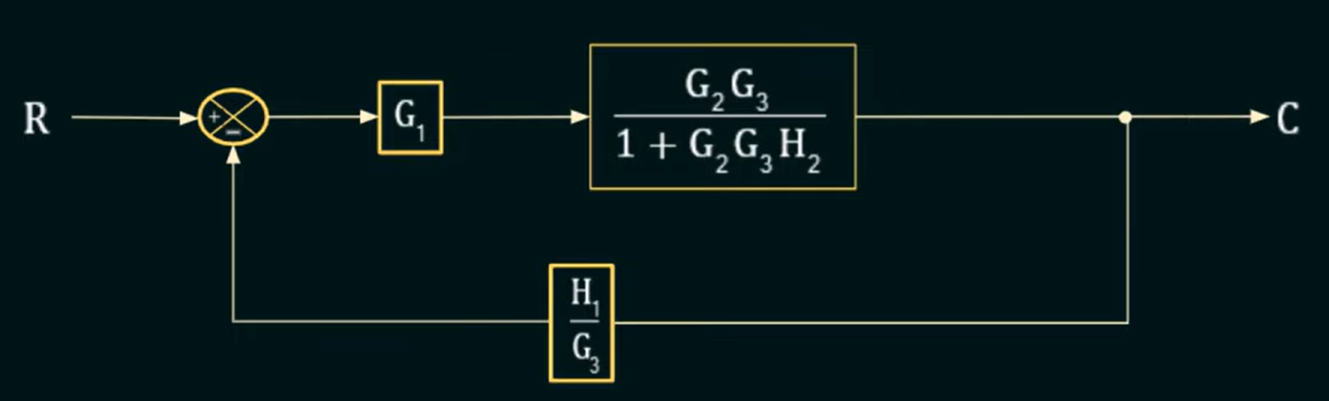 R
+
−
G₁
G₂G₃
1 + G₂G₃H₂
C
H₁
G₃